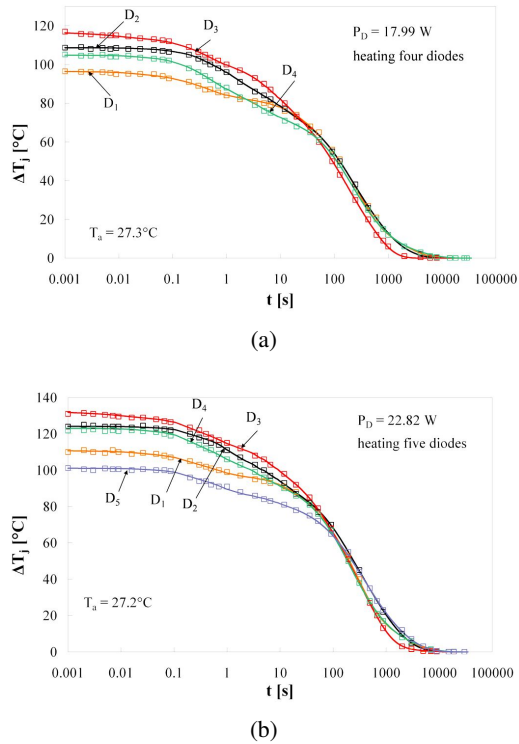 120
100
80
60
40
20
0
ΔTj [°C]
D2
D3
D4
D1
PD = 17.99 W
heating four diodes
Ta = 27.3°C
0.001 0.01 0.1 1 10 100 1000 10000 100000
t [s]
(a)
140
120
100
80
60
40
20
0
ΔTj [°C]
D4
D3
D5
D1
D2
PD = 22.82 W
heating five diodes
Ta = 27.2°C
0.001 0.01 0.1 1 10 100 1000 10000 100000
t [s]
(b)